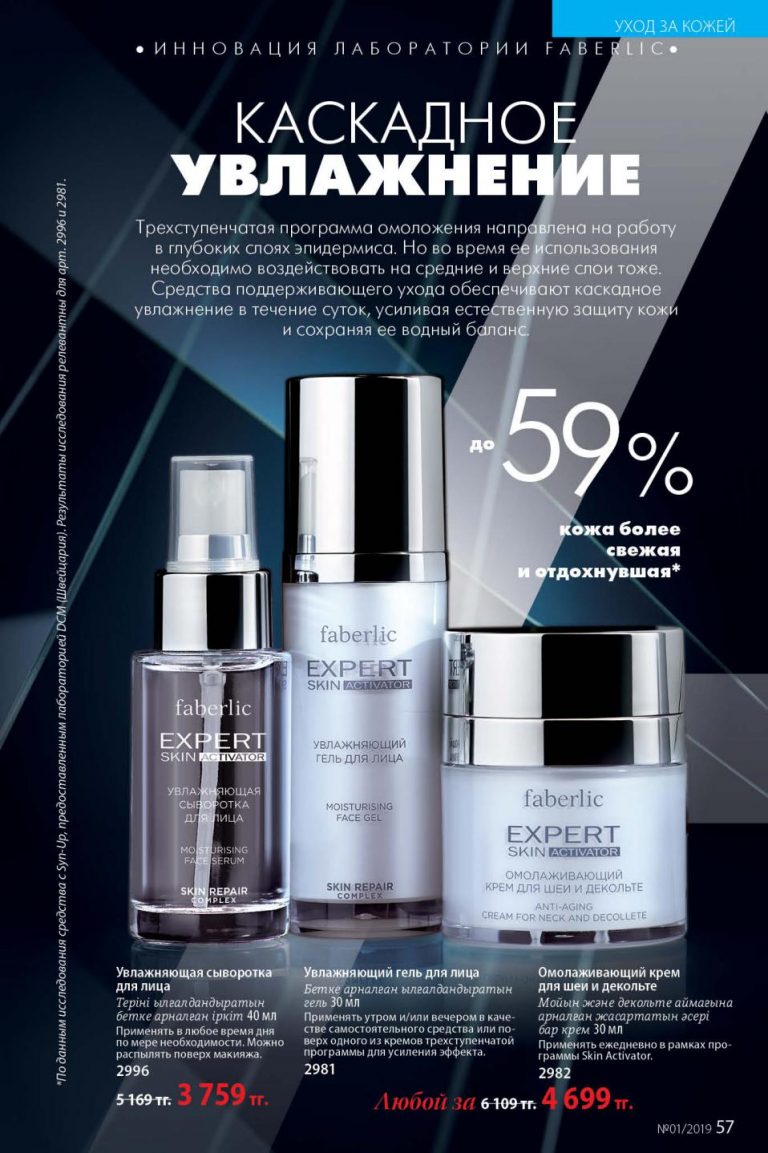 УХОД ЗА КОЖЕЙ
• ИННОВАЦИЯ ЛАБОРАТОРИИ FABERLIC •
КАСКАДНОЕ
УВЛАЖНЕНИЕ
Трехступенчатая программа омоложения направлена на работу
в глубоких слоях эпидермиса. Но во время ее использования
необходимо воздействовать на средние и верхние слои тоже.
Средства поддерживающего ухода обеспечивают каскадное
увлажнение в течение суток, усиливая естественную защиту кожи
и сохраняя ее водный баланс.
до 59%
кожа более
свежая
и отдохнувшая*
*По данным исследования средства с Syn-Up, предоставленным лабораторией DCM (Швейцария). Результаты исследования релевантны для арт. 2996 и 2981.
faberlic
EXPERT
SKIN ACTIVATOR
УВЛАЖНЯЮЩАЯ
СЫВОРОТКА
ДЛЯ ЛИЦА
MOISTURISING
FACE SERUM
SKIN REPAIR
COMPLEX
faberlic
EXPERT
SKIN ACTIVATOR
УВЛАЖНЯЮЩИЙ
ГЕЛЬ ДЛЯ ЛИЦА
MOISTURISING
FACE GEL
SKIN REPAIR
COMPLEX
faberlic
EXPERT
SKIN ACTIVATOR
ОМОЛАЖИВАЮЩИЙ
КРЕМ ДЛЯ ШЕИ И ДЕКОЛЬТЕ
ANTI-AGING
CREAM FOR NECK AND DECOLLETE
Увлажняющая сыворотка
для лица
Теріні ылғалдандыратын
бетке арналған іркіт 40 мл
Применять в любое время дня
по мере необходимости. Можно
распылять поверх макияжа.
2996
5 169 тг. 3 759 тг.
Увлажняющий гель для лица
Бетке арналған ылғалдандыратын
гель 30 мл
Применять утром и/или вечером в каче-
стве самостоятельного средства или по-
верх одного из кремов трехступенчатой
программы для усиления эффекта.
2981
Омолаживающий крем
для шеи и декольте
Мойын және декольте аймағына
арналған жасартатын әсері
бар крем 30 мл
Применять ежедневно в рамках про-
граммы Skin Activator.
2982
Любой за 6 109 тг. 4 699 тг.
№01/2019 57